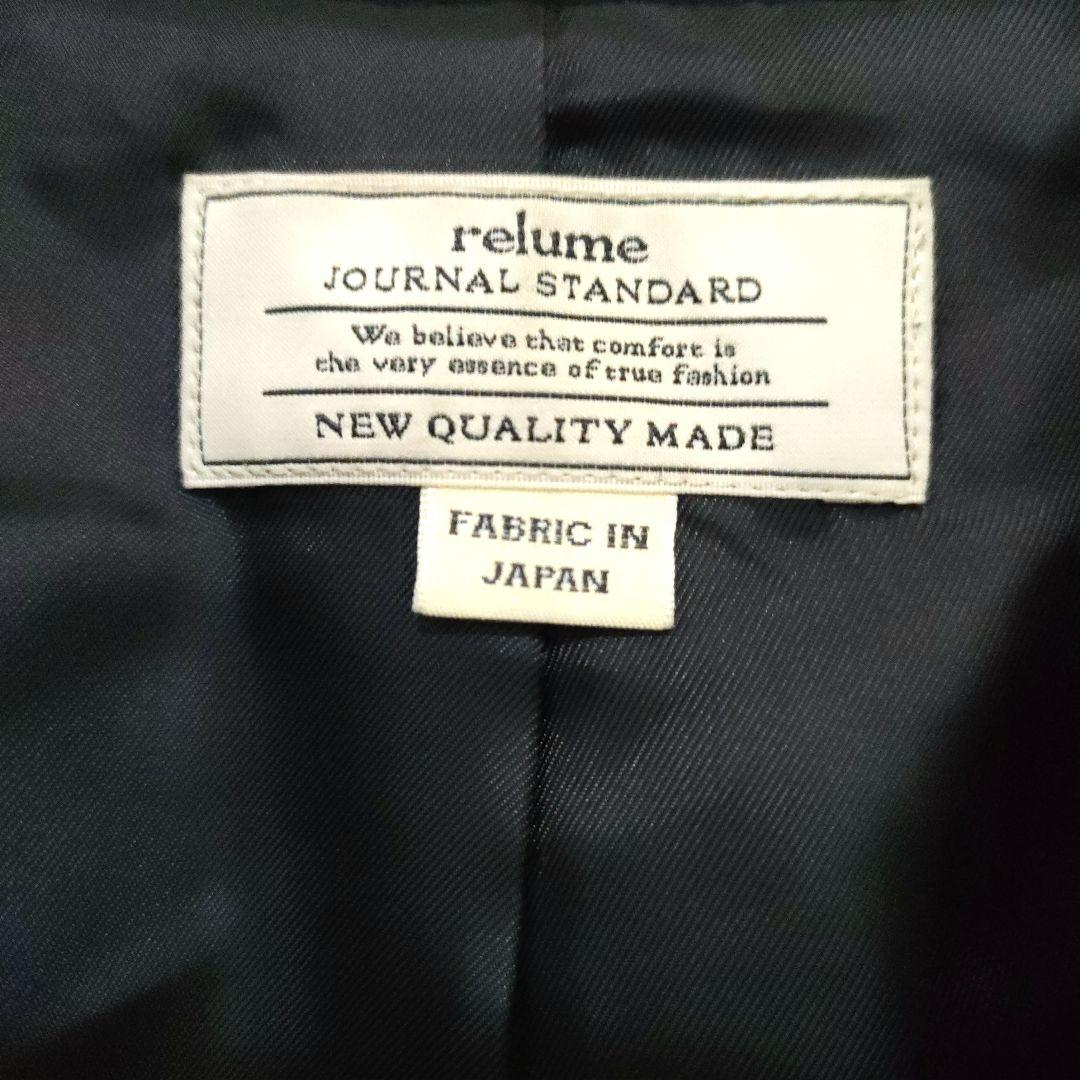 relume
JOURNAL STANDARD
We believe that comfort is
the very essence of true fashion
NEW QUALITY MADE
FABRIC IN
JAPAN